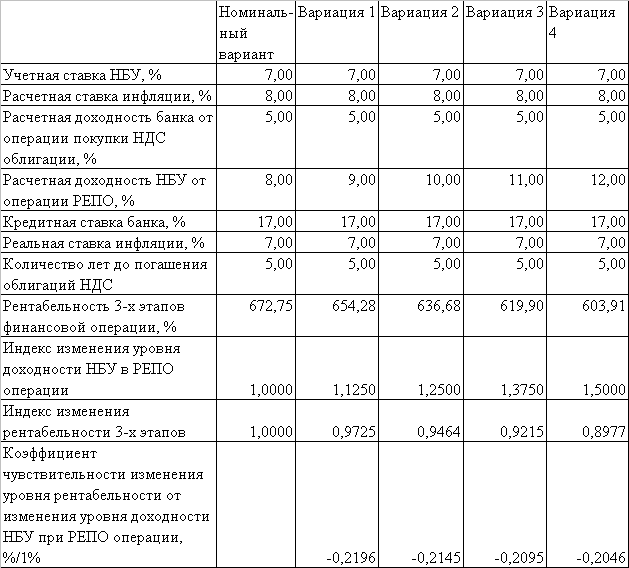 Номиналь- Вариация 1 Вариация 2 Вариация 3 Вариация
ный 4
вариант
Учетная ставка НБУ, % 7,00 7,00 7,00 7,00 7,00
Расчетная ставка инфляции, % 8,00 8,00 8,00 8,00 8,00
Расчетная доходность банка от 5,00 5,00 5,00 5,00 5,00
операции покупки НДС
облигации, %
Расчетная доходность НБУ от 8,00 9,00 10,00 11,00 12,00
операции РЕПО, %
Кредитная ставка банка, % 17,00 17,00 17,00 17,00 17,00
Реальная ставка инфляции, % 7,00 7,00 7,00 7,00 7,00
Количество лет до погашения 5,00 5,00 5,00 5,00 5,00
облигаций НДС
Рентабельность 3-х этапов 672,75 654,28 636,68 619,90 603,91
финансовой операции, %
Индекс изменения уровня
доходности НБУ в РЕПО
операции 1,0000 1,1250 1,2500 1,3750 1,5000
Индекс изменения
рентабельности 3-х этапов 1,0000 0,9725 0,9464 0,9215 0,8977
Коэффициент
чувствительности изменения
уровня рентабельности от
изменения уровня доходности
НБУ при РЕПО операции,
%/1% -0,2196 -0,2145 -0,2095 -0,2046